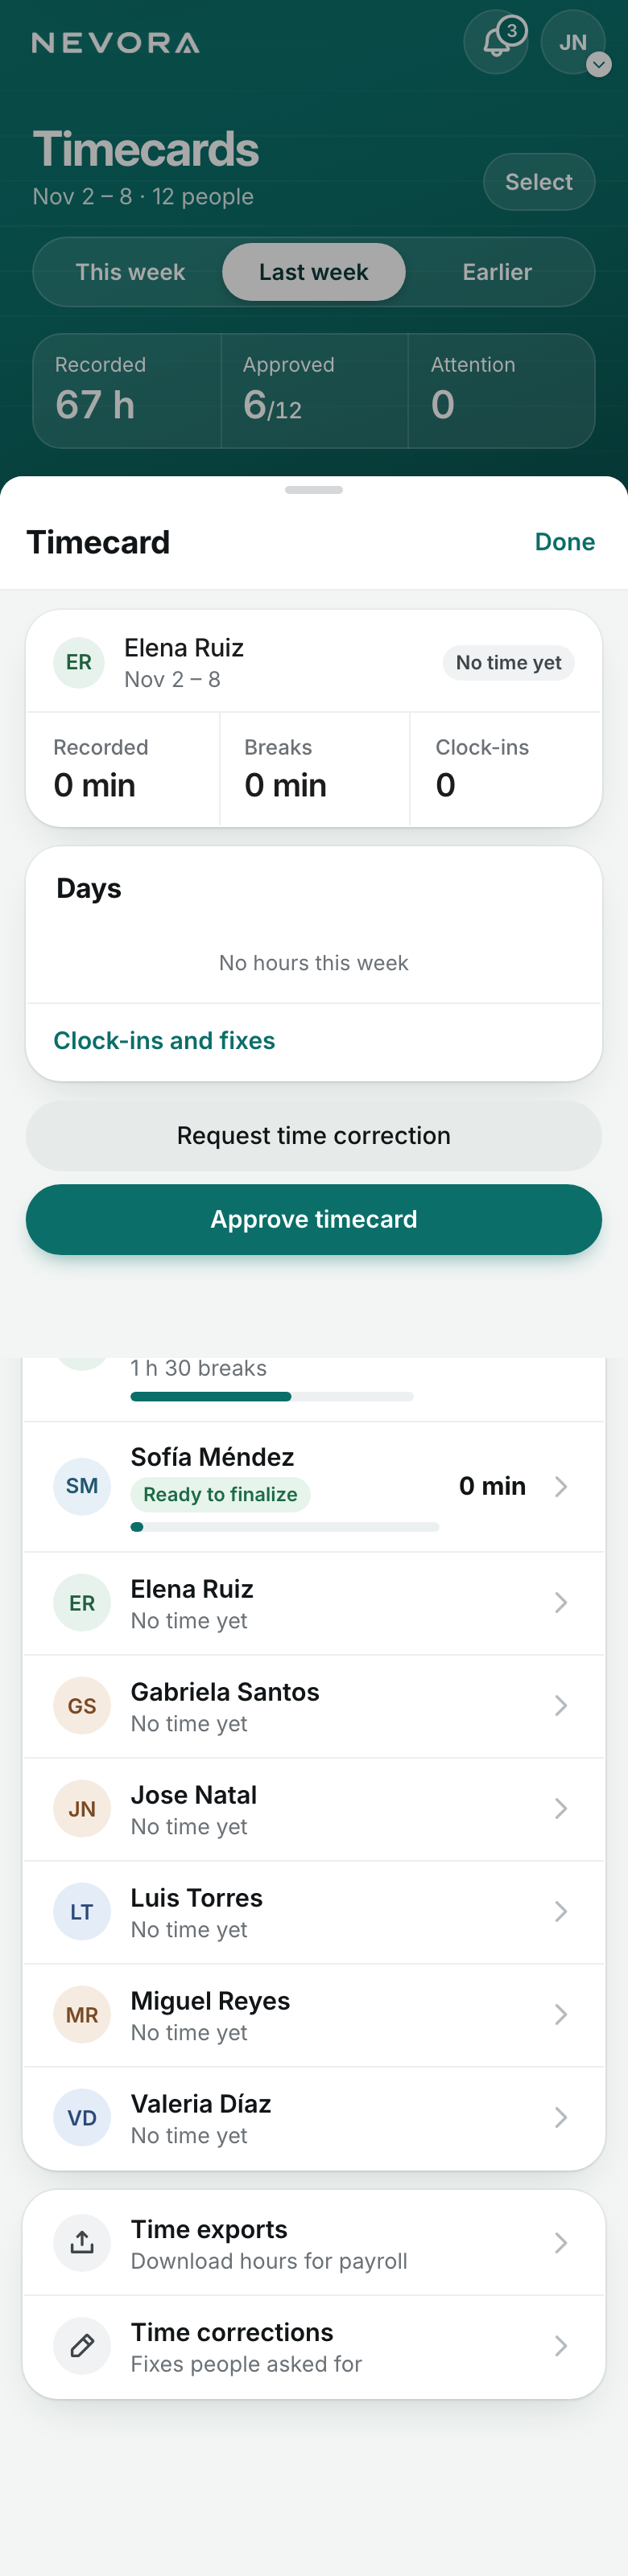 NEVORA
3
JN
Timecards
Nov 2 – 8 · 12 people
Select
This week
Last week
Earlier
Recorded
67 h
Approved
6/12
Attention
0
Timecard
Done
ER
Elena Ruiz
Nov 2 – 8
No time yet
Recorded
0 min
Breaks
0 min
Clock-ins
0
Days
No hours this week
Clock-ins and fixes
Request time correction
Approve timecard
1 h 30 breaks
SM
Sofía Méndez
Ready to finalize
0 min
ER
Elena Ruiz
No time yet
GS
Gabriela Santos
No time yet
JN
Jose Natal
No time yet
LT
Luis Torres
No time yet
MR
Miguel Reyes
No time yet
VD
Valeria Díaz
No time yet
Time exports
Download hours for payroll
Time corrections
Fixes people asked for